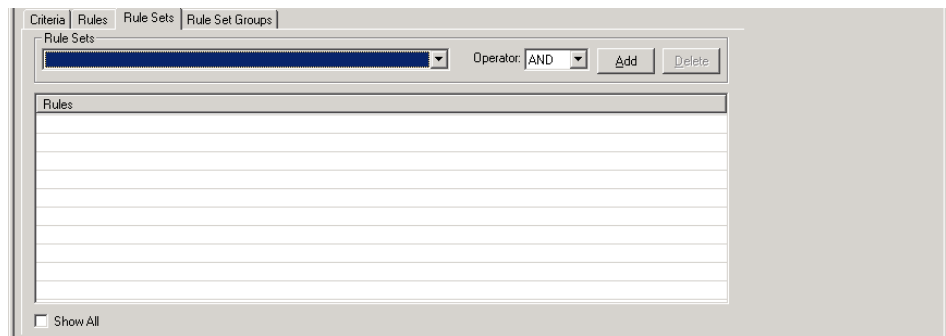 Criteria Rules Rule Sets Rule Set Groups
Rule Sets
Operator: AND Add Delete
Rules
Show All